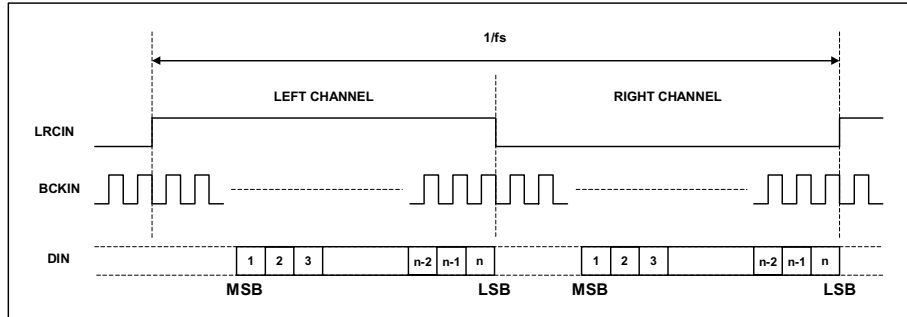 1/fs
LEFT CHANNEL
RIGHT CHANNEL
LRCIN
BCKIN
DIN
1 2 3 n-2 n-1 n 1 2 3 n-2 n-1 n
MSB LSB MSB LSB